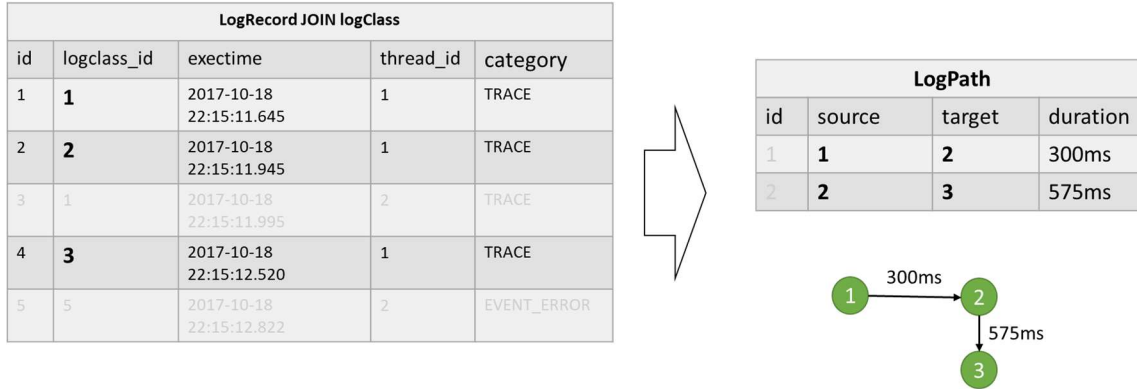 LogRecord JOIN logClass
id logclass_id exectime thread_id category
1 1 2017-10-18 1 TRACE
22:15:11.645
2 2 2017-10-18 1 TRACE
22:15:11.945
3 1 2017-10-18 2 TRACE
22:15:11.995
4 3 2017-10-18 1 TRACE
22:15:12.520
5 5 2017-10-18 2 EVENT_ERROR
22:15:12.822
LogPath
id source target duration
1 1 2 300ms
2 2 3 575ms
300ms
1 2
575ms
3